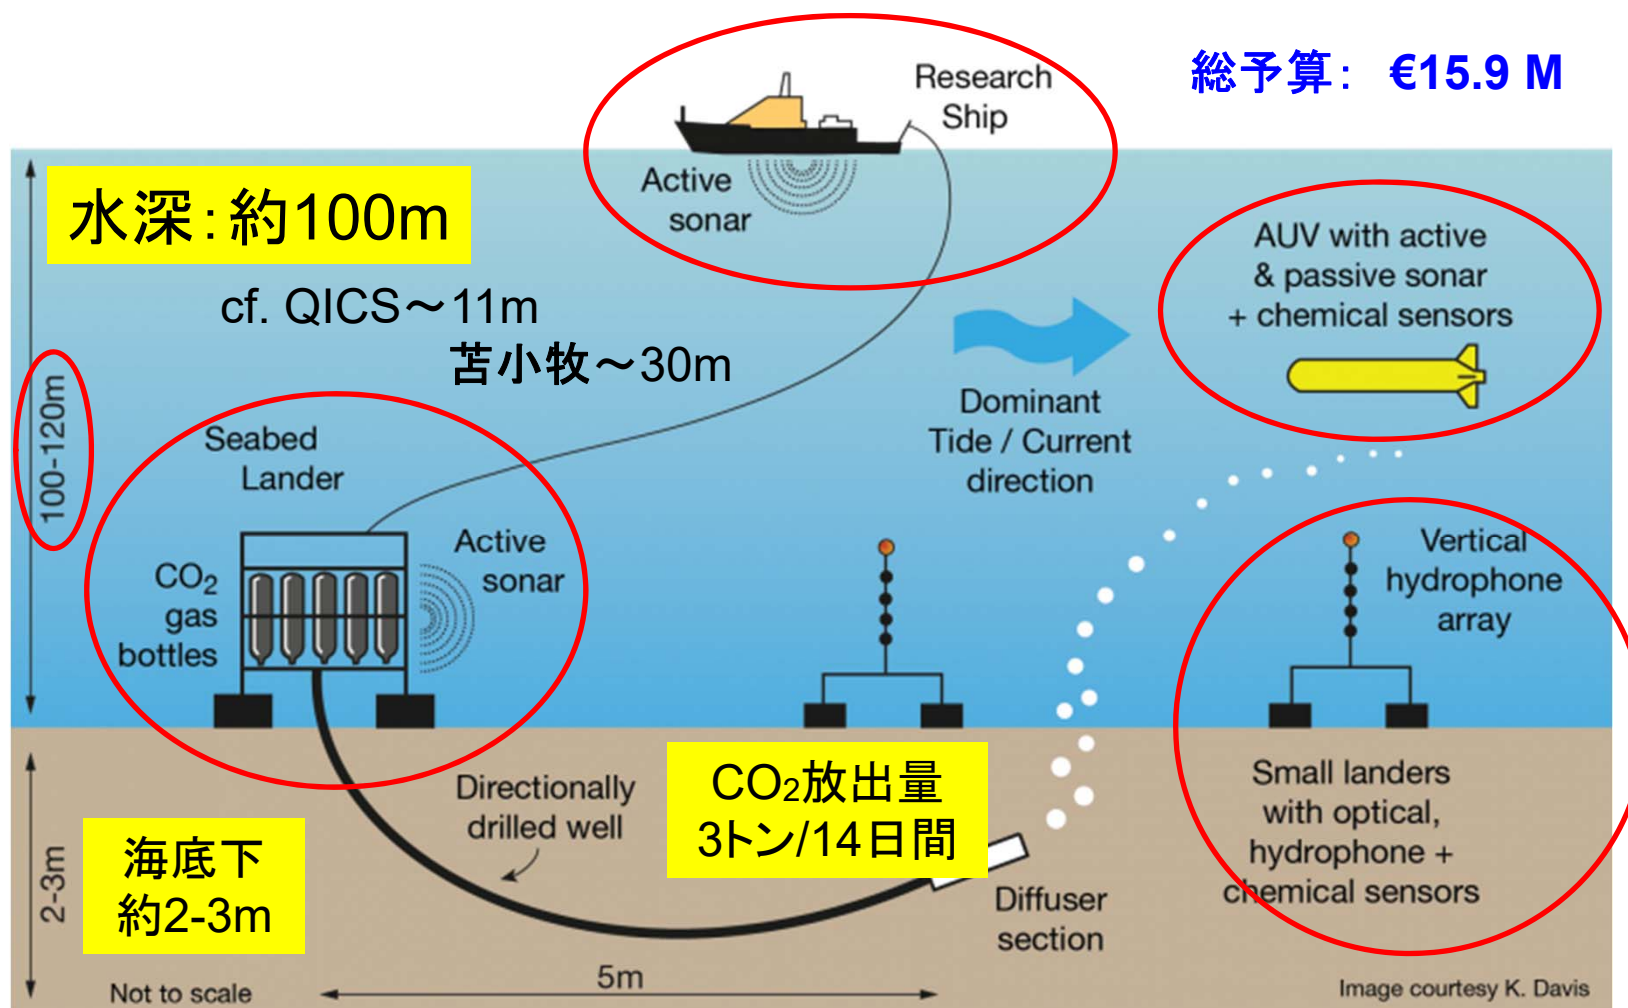 総予算： €15.9 M
Research
Ship
Active
sonar
水深：約100m
cf. QICS～11m
苫小牧～30m
AUV with active
& passive sonar
+ chemical sensors
Dominant
Tide / Current
direction
100-120m
Seabed
Lander
Active
sonar
CO₂
gas
bottles
Vertical
hydrophone
array
Directionally
drilled well
CO₂放出量
3トン/14日間
Small landers
with optical,
hydrophone +
chemical sensors
海底下
約2-3m
2-3m
Diffuser
section
5m
Not to scale
Image courtesy K. Davis